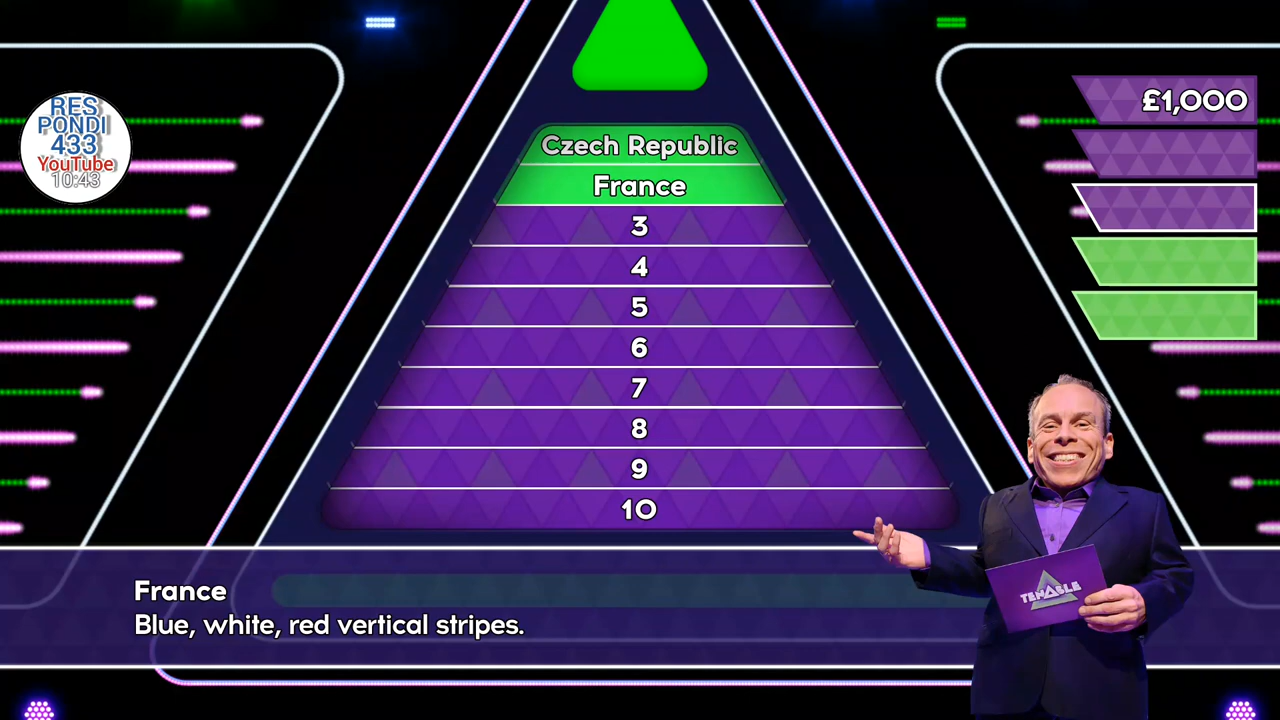 RES
PONDI
433
YouTube
10:43
£1,000
Czech Republic
France
3
4
5
6
7
8
9
10
France
Blue, white, red vertical stripes.
TENABLE